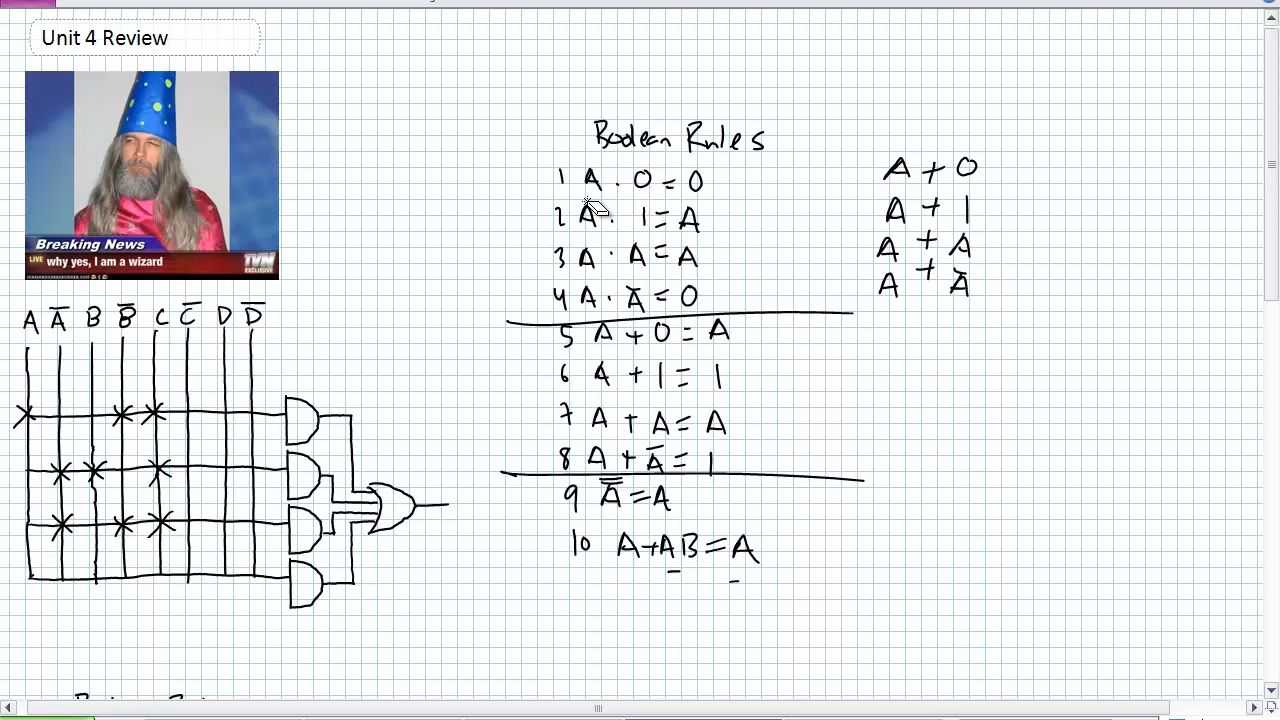 Unit 4 Review
Breaking News
LIVE why yes, I am a wizard
TVN
EXCLUSIVE
A A̅ B B̅ C C̅ D D̅
Boolean Rules
1 A · 0 = 0
2 A · 1 = A
3 A · A = A
4 A · A̅ = 0
5 A + 0 = A
6 A + 1 = 1
7 A + A = A
8 A + A̅ = 1
9 A̿ = A
10 A + AB = A
A + 0
A + 1
A + A
A + A̅